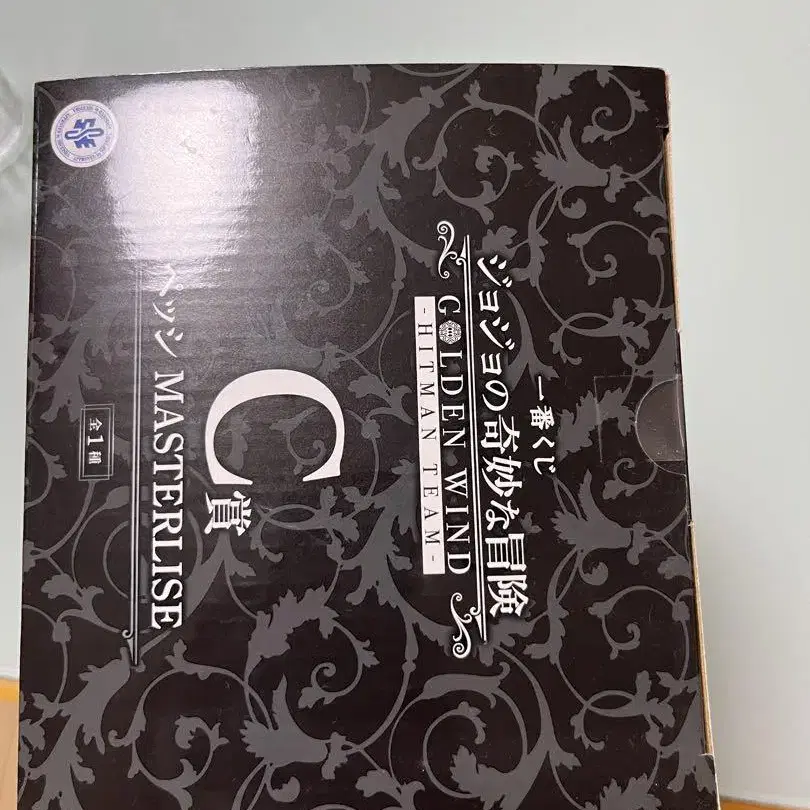 一番くじ
ジョジョの奇妙な冒険
GOLDEN WIND
-HITMAN TEAM-
C賞
ペッシ MASTERLISE
全1種